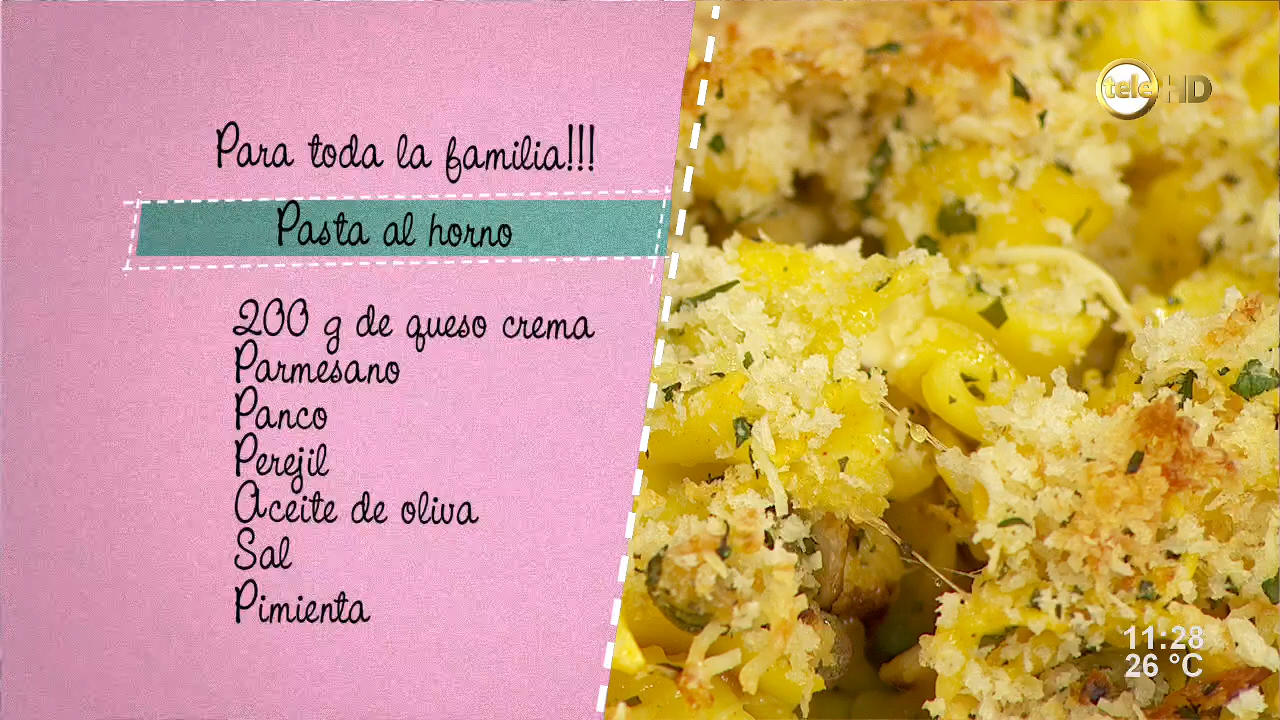 Para toda la familia!!!
Pasta al horno
200 g de queso crema
Parmesano
Panco
Perejil
Aceite de oliva
Sal
Pimienta
tele HD
11:28
26 °C